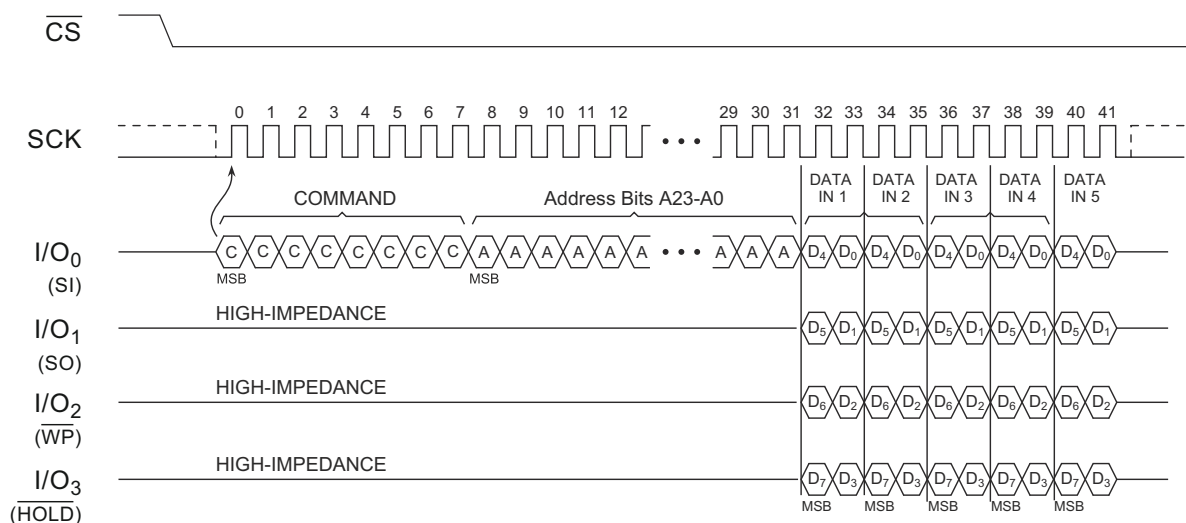 CS
SCK
0 1 2 3 4 5 6 7 8 9 10 11 12 29 30 31 32 33 34 35 36 37 38 39 40 41
COMMAND
Address Bits A23-A0
DATA IN 1
DATA IN 2
DATA IN 3
DATA IN 4
DATA IN 5
I/O0
(SI)
C C C C C C C C A A A A A A A A A D4 D0 D4 D0 D4 D0 D4 D0 D4 D0
MSB MSB
I/O1
(SO)
HIGH-IMPEDANCE
D5 D1 D5 D1 D5 D1 D5 D1 D5 D1
I/O2
(WP)
HIGH-IMPEDANCE
D6 D2 D6 D2 D6 D2 D6 D2 D6 D2
I/O3
(HOLD)
HIGH-IMPEDANCE
D7 D3 D7 D3 D7 D3 D7 D3 D7 D3
MSB MSB MSB MSB MSB